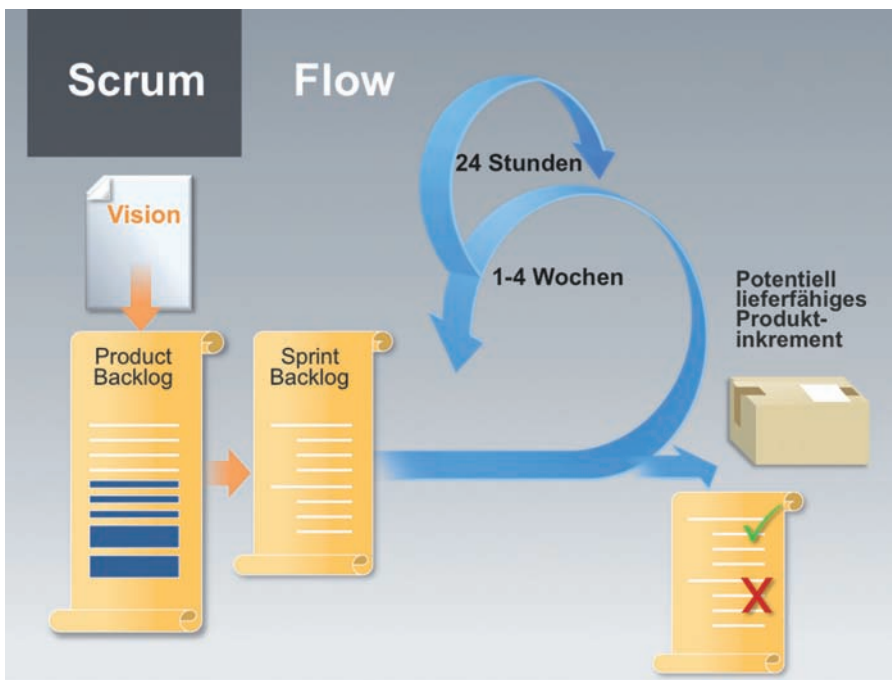 Scrum Flow
24 Stunden
Vision
1-4 Wochen
Potentiell
lieferfähiges
Produkt-
inkrement
Product
Backlog
Sprint
Backlog
X